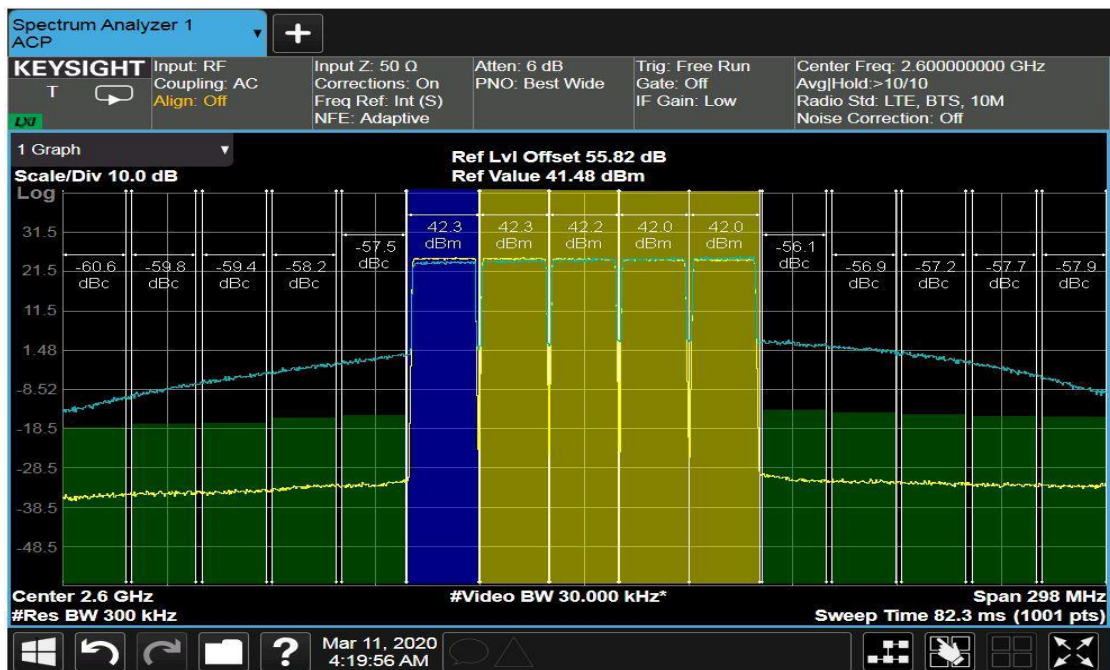 Spectrum Analyzer 1
ACP
KEYSIGHT
T
LXI
Input: RF
Coupling: AC
Align: Off
Input Z: 50 Ω
Corrections: On
Freq Ref: Int (S)
NFE: Adaptive
Atten: 6 dB
PNO: Best Wide
Trig: Free Run
Gate: Off
IF Gain: Low
Center Freq: 2.600000000 GHz
Avg|Hold:>10/10
Radio Std: LTE, BTS, 10M
Noise Correction: Off
1 Graph
Scale/Div 10.0 dB
Ref Lvl Offset 55.82 dB
Ref Value 41.48 dBm
Log
31.5
21.5
11.5
1.48
-8.52
-18.5
-28.5
-38.5
-48.5
-60.6 dBc
-59.8 dBc
-59.4 dBc
-58.2 dBc
-57.5 dBc
42.3 dBm
42.3 dBm
42.2 dBm
42.0 dBm
42.0 dBm
-56.1 dBc
-56.9 dBc
-57.2 dBc
-57.7 dBc
-57.9 dBc
Center 2.6 GHz
#Video BW 30.000 kHz*
Span 298 MHz
#Res BW 300 kHz
Sweep Time 82.3 ms (1001 pts)
?
Mar 11, 2020
4:19:56 AM